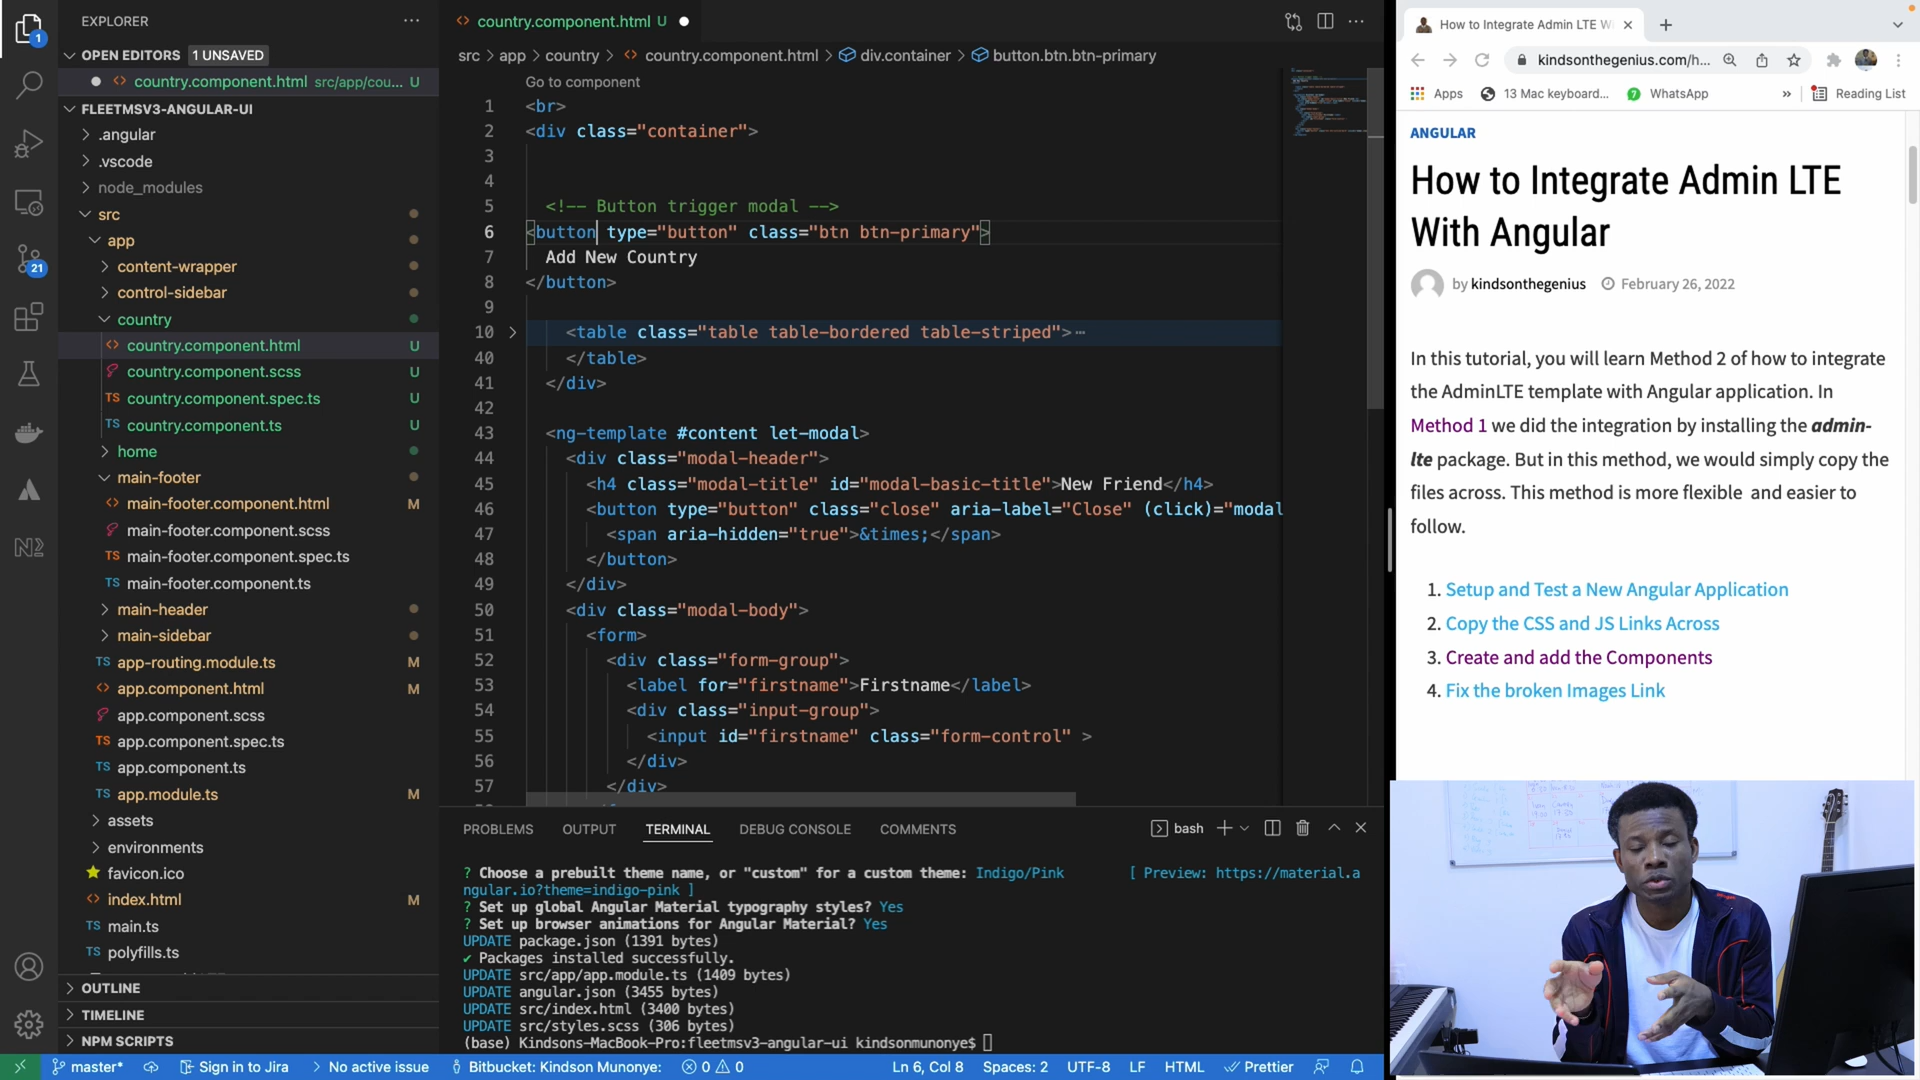 EXPLORER
OPEN EDITORS 1 UNSAVED
country.component.html src/app/cou... U
FLEETMSV3-ANGULAR-UI
.angular
.vscode
node_modules
src
app
content-wrapper
control-sidebar
country
country.component.html U
country.component.scss U
TS country.component.spec.ts U
TS country.component.ts U
home
main-footer
main-footer.component.html M
main-footer.component.scss
TS main-footer.component.spec.ts
TS main-footer.component.ts
main-header
main-sidebar
TS app-routing.module.ts M
app.component.html M
app.component.scss
TS app.component.spec.ts
TS app.component.ts
TS app.module.ts M
assets
environments
favicon.ico
index.html M
TS main.ts
TS polyfills.ts
OUTLINE
TIMELINE
NPM SCRIPTS
1
21
country.component.html U
src > app > country > country.component.html > div.container > button.btn.btn-primary
Go to component
1 <br>
2 <div class="container">
3
4
5 <!-- Button trigger modal -->
6 <button type="button" class="btn btn-primary">
7 Add New Country
8 </button>
9
10 <table class="table table-bordered table-striped">
40 </table>
41 </div>
42
43 <ng-template #content let-modal>
44 <div class="modal-header">
45 <h4 class="modal-title" id="modal-basic-title">New Friend</h4>
46 <button type="button" class="close" aria-label="Close" (click)="modal
47 <span aria-hidden="true">&times;</span>
48 </button>
49 </div>
50 <div class="modal-body">
51 <form>
52 <div class="form-group">
53 <label for="firstname">Firstname</label>
54 <div class="input-group">
55 <input id="firstname" class="form-control" >
56 </div>
57 </div>
PROBLEMS OUTPUT TERMINAL DEBUG CONSOLE COMMENTS bash
? Choose a prebuilt theme name, or "custom" for a custom theme: Indigo/Pink [ Preview: https://material.a
ngular.io?theme=indigo-pink ]
? Set up global Angular Material typography styles? Yes
? Set up browser animations for Angular Material? Yes
UPDATE package.json (1391 bytes)
✔ Packages installed successfully.
UPDATE src/app/app.module.ts (1409 bytes)
UPDATE angular.json (3455 bytes)
UPDATE src/index.html (3400 bytes)
UPDATE src/styles.scss (306 bytes)
(base) Kindsons-MacBook-Pro:fleetmsv3-angular-ui kindsonmunonye$
master* Sign in to Jira No active issue Bitbucket: Kindson Munonye: 0 0 Ln 6, Col 8 Spaces: 2 UTF-8 LF HTML Prettier
How to Integrate Admin LTE W
kindsonthegenius.com/h...
Apps 13 Mac keyboard... WhatsApp » Reading List
ANGULAR
How to Integrate Admin LTE
With Angular
by kindsonthegenius February 26, 2022
In this tutorial, you will learn Method 2 of how to integrate
the AdminLTE template with Angular application. In
Method 1 we did the integration by installing the admin-
lte package. But in this method, we would simply copy the
files across. This method is more flexible and easier to
follow.
1. Setup and Test a New Angular Application
2. Copy the CSS and JS Links Across
3. Create and add the Components
4. Fix the broken Images Link